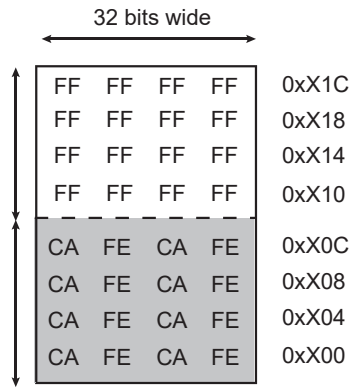 32 bits wide
FF FF FF FF 0xX1C
FF FF FF FF 0xX18
FF FF FF FF 0xX14
FF FF FF FF 0xX10
CA FE CA FE 0xX0C
CA FE CA FE 0xX08
CA FE CA FE 0xX04
CA FE CA FE 0xX00